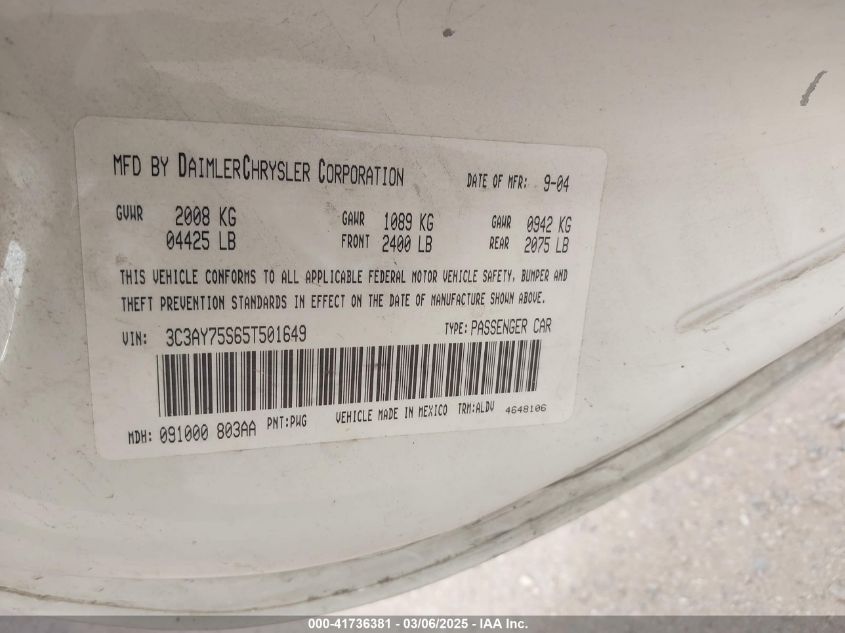 MFD BY DAIMLERCHRYSLER CORPORATION DATE OF MFR: 9-04
GVWR 2008 KG GAWR 1089 KG GAWR 0942 KG
04425 LB FRONT 2400 LB REAR 2075 LB
THIS VEHICLE CONFORMS TO ALL APPLICABLE FEDERAL MOTOR VEHICLE SAFETY, BUMPER AND
THEFT PREVENTION STANDARDS IN EFFECT ON THE DATE OF MANUFACTURE SHOWN ABOVE.
VIN: 3C3AY75S65T501649 TYPE: PASSENGER CAR
MDH: 091000 803AA PNT:PWG VEHICLE MADE IN MEXICO TRM:ALDV 4648106
000-41736381 - 03/06/2025 - IAA Inc.